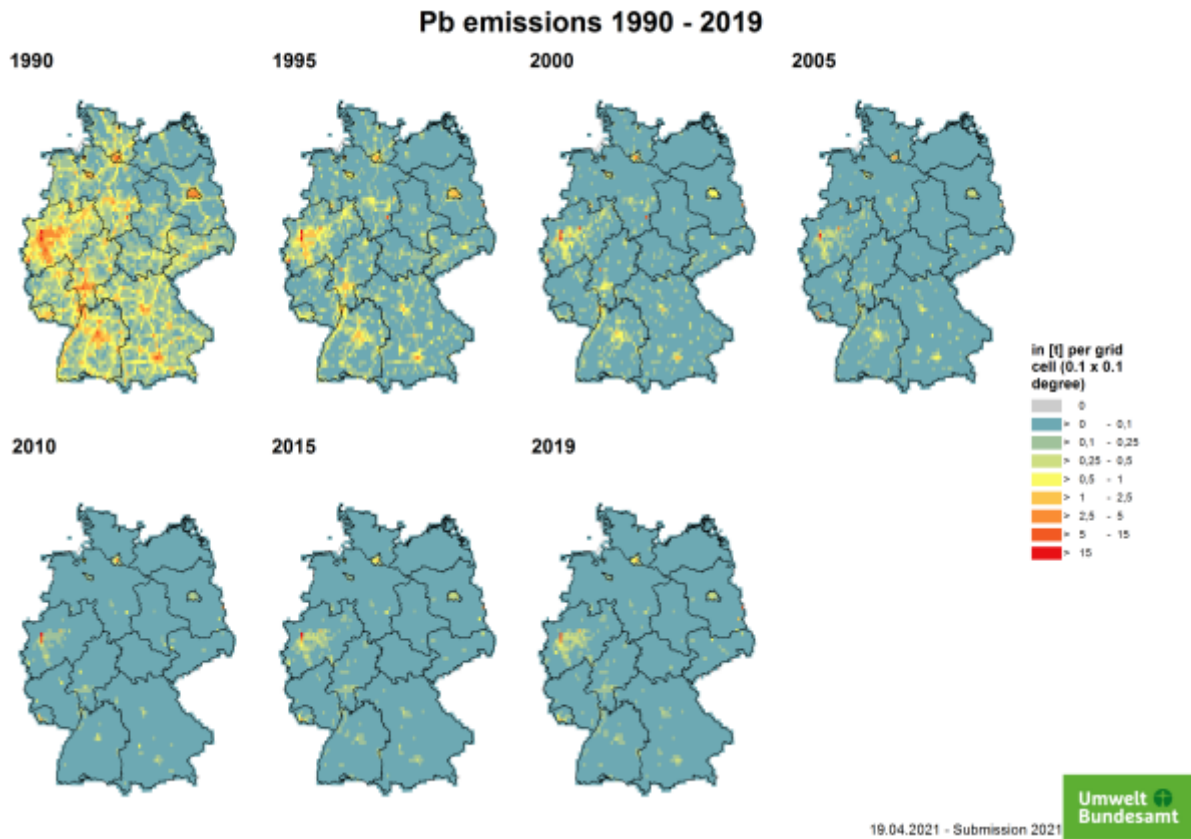 Pb emissions 1990 - 2019
1990
1995
2000
2005
in [t] per grid
cell (0.1 x 0.1
degree)
0
> 0 - 0,1
> 0,1 - 0,25
> 0,25 - 0,5
> 0,5 - 1
> 1 - 2,5
> 2,5 - 5
> 5 - 15
> 15
2010
2015
2019
Umwelt
Bundesamt
19.04.2021 - Submission 2021